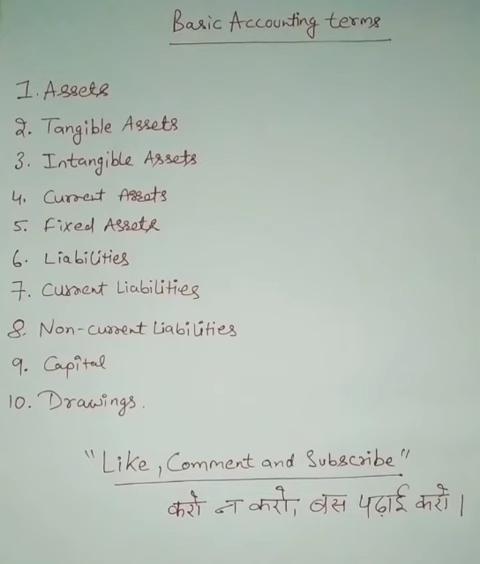 Basic Accounting terms
1. Assets
2. Tangible Assets
3. Intangible Assets
4. Current Assets
5. Fixed Assets
6. Liabilities
7. Current Liabilities
8. Non-current Liabilities
9. Capital
10. Drawings.
"Like, Comment and Subscribe"
करो न करो, बस पढ़ाई करो।